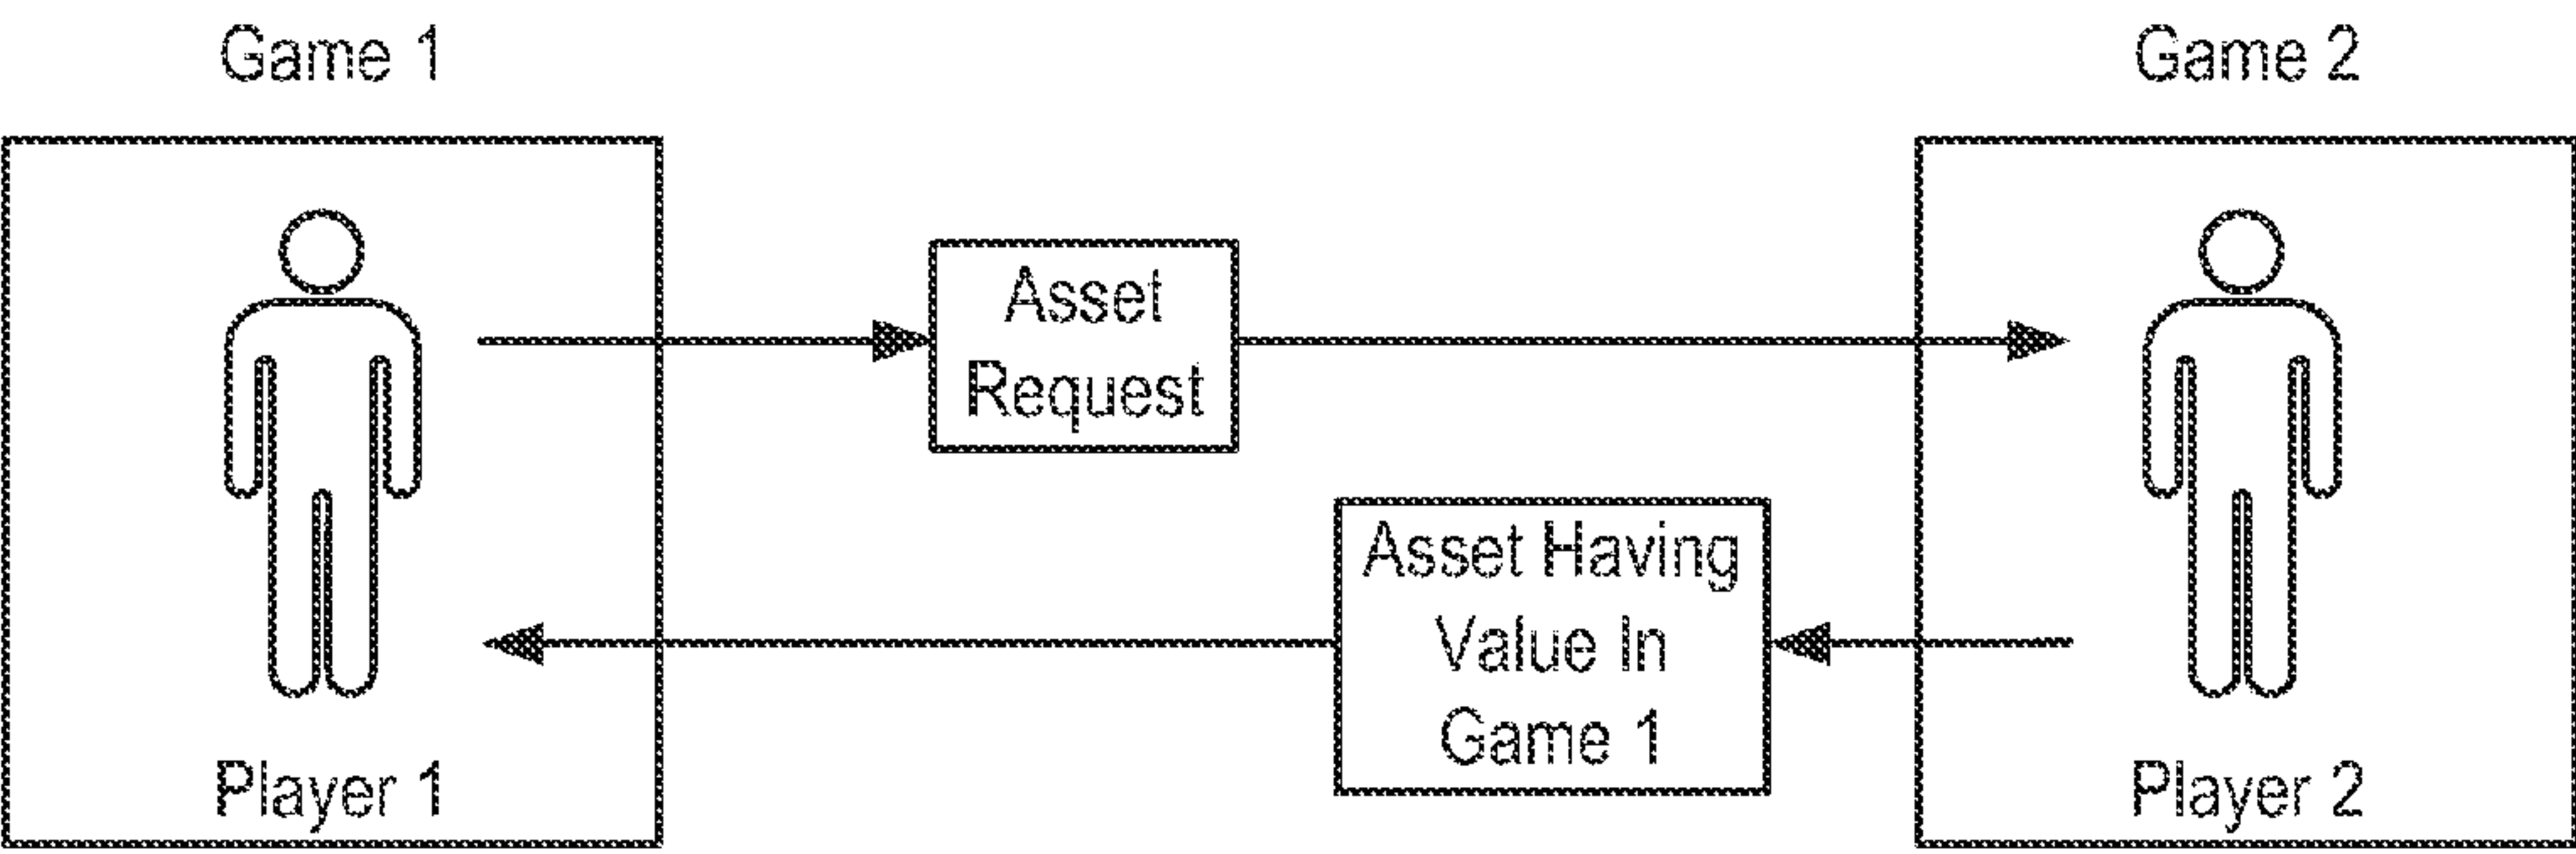 Game 1
Game 2
Asset
Request
Asset Having
Value In
Game 1
Player 1
Player 2